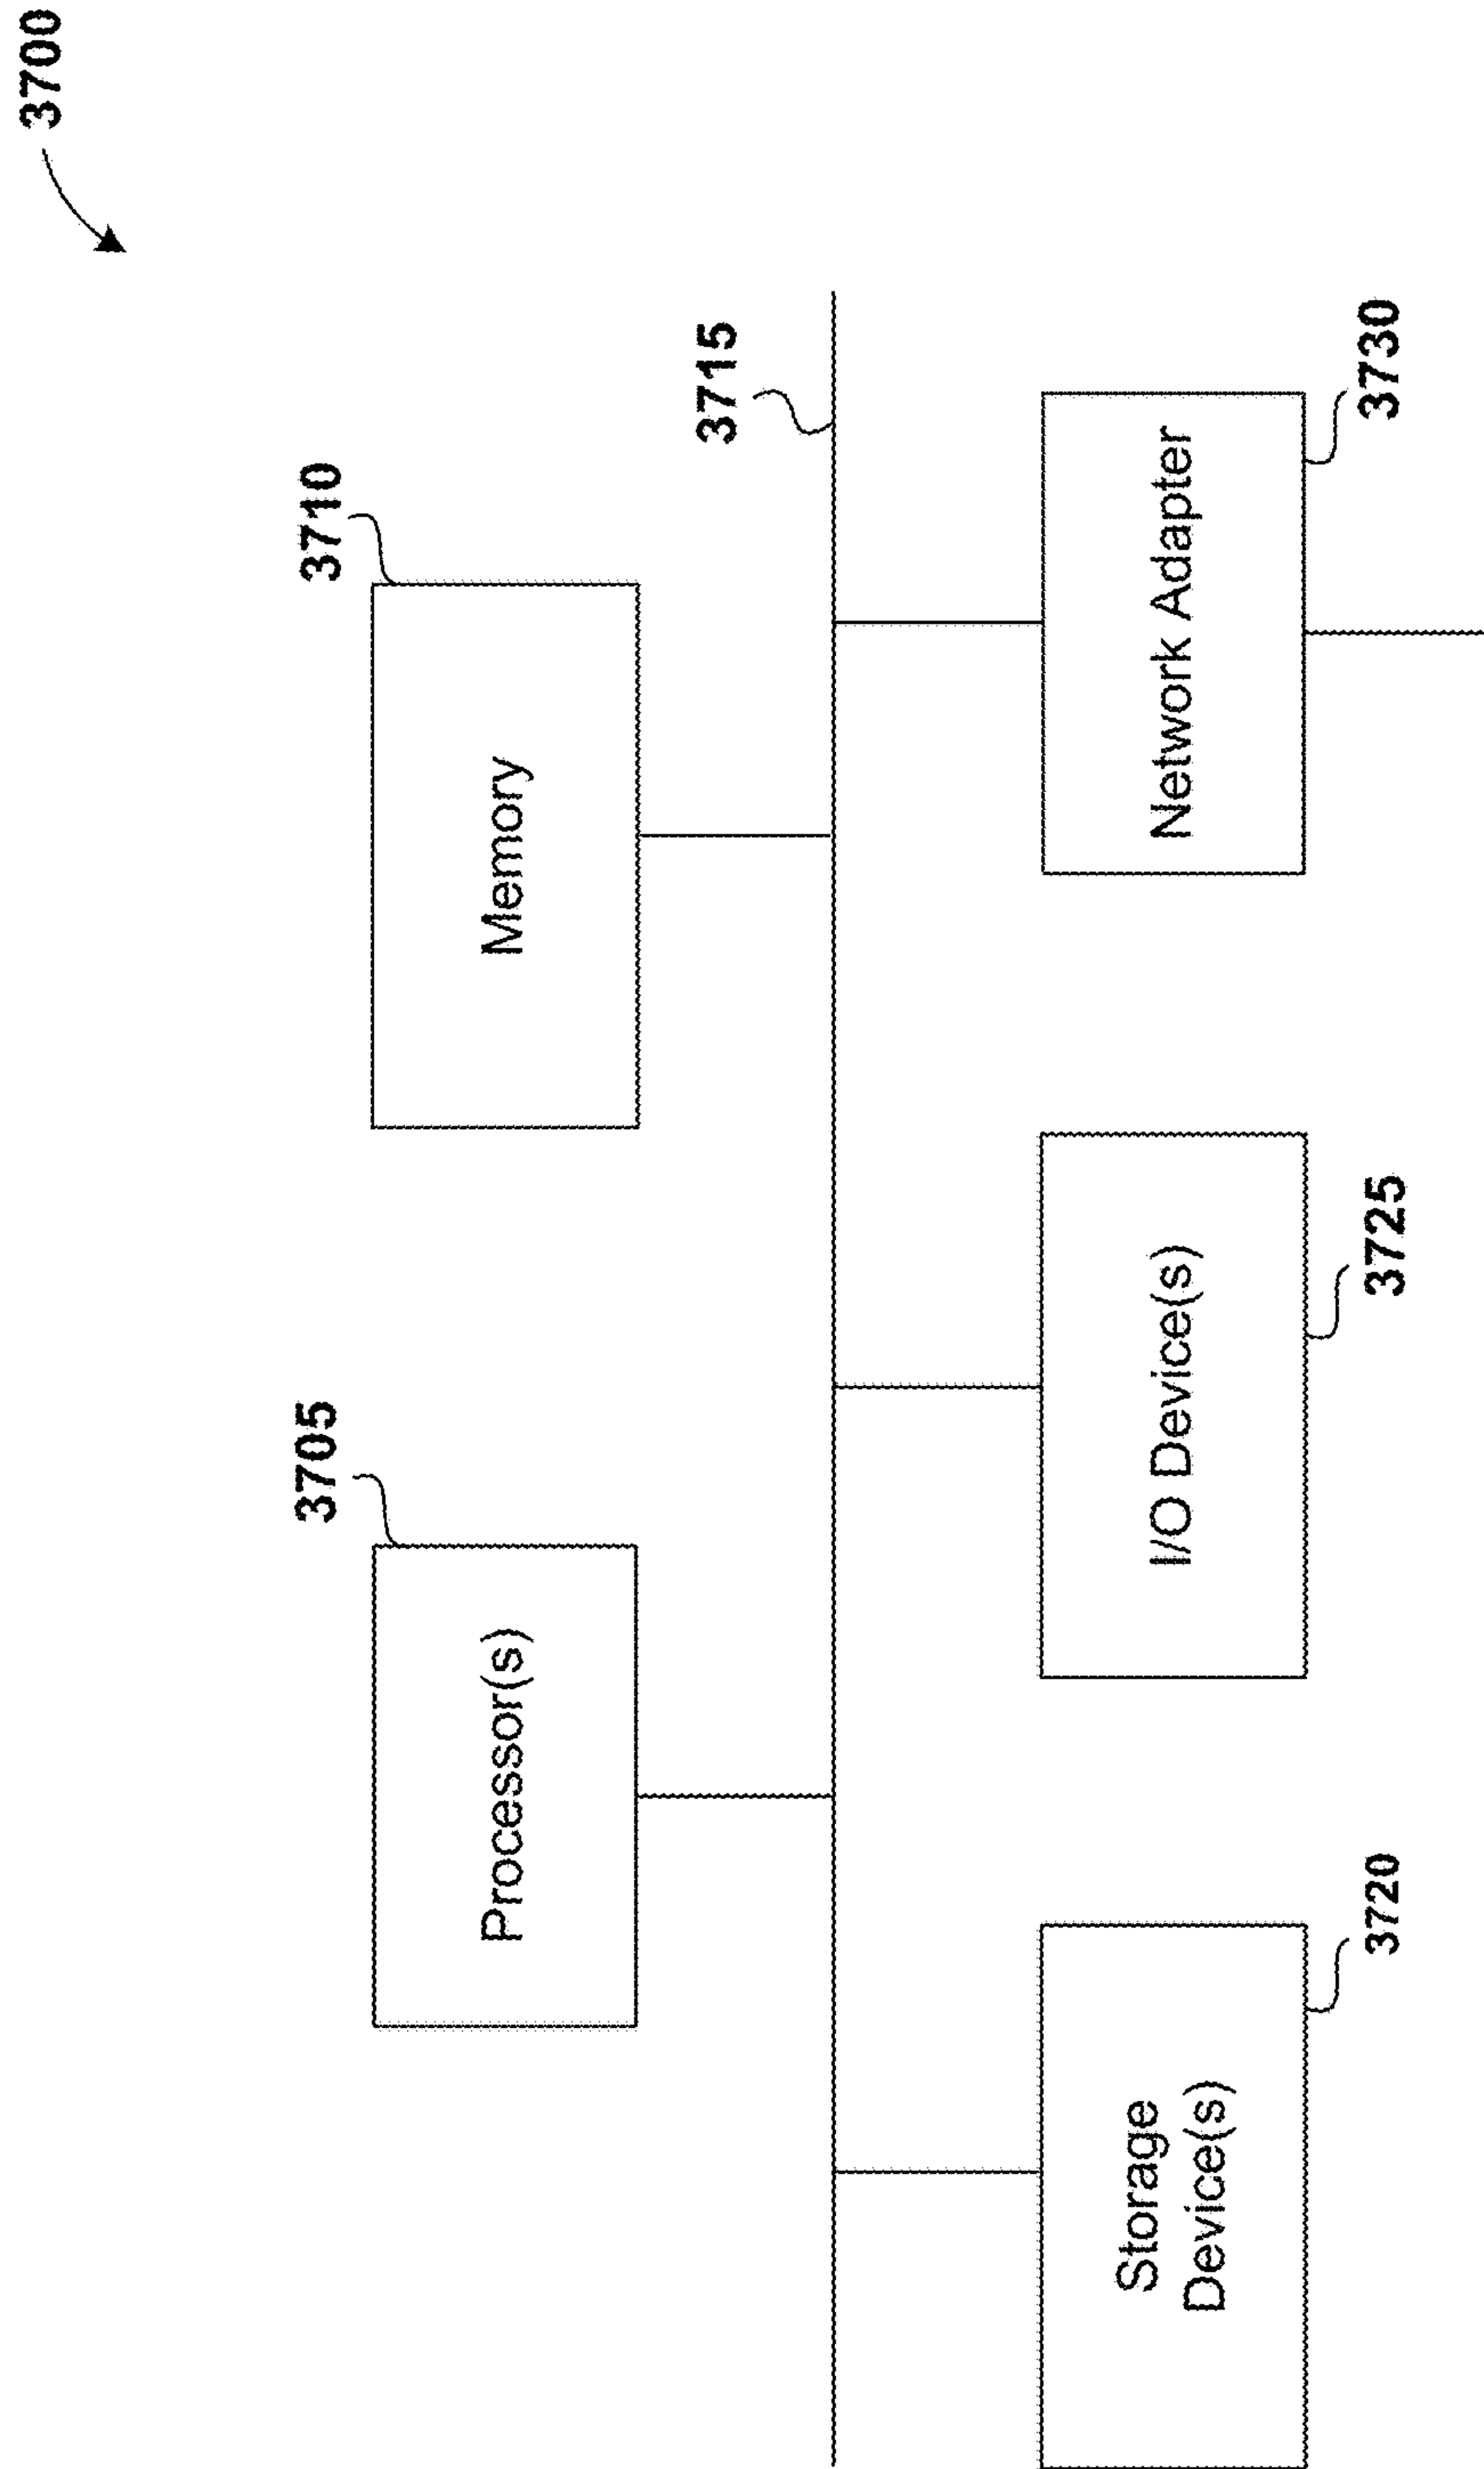 3700
3705
Processor(s)
3710
Memory
3715
Storage
Device(s)
3720
I/O Device(s)
3725
Network Adapter
3730